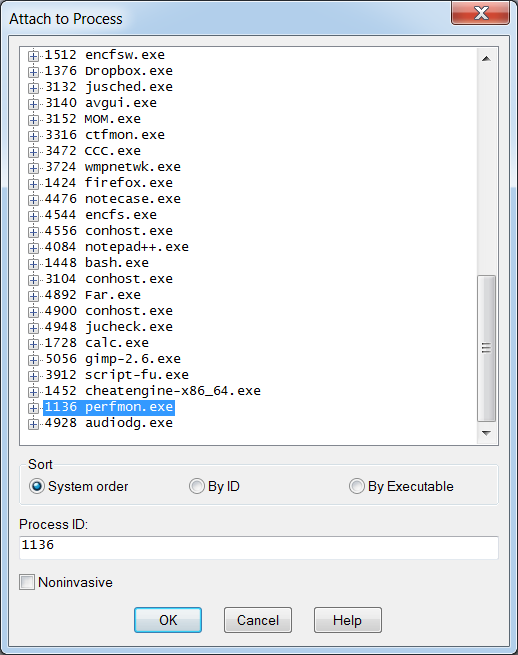 Attach to Process
1512 encfsw.exe
1376 Dropbox.exe
3132 jusched.exe
3140 avgui.exe
3152 MOM.exe
3316 ctfmon.exe
3472 CCC.exe
3724 wmpnetwk.exe
1424 firefox.exe
4476 notecase.exe
4544 encfs.exe
4556 conhost.exe
4084 notepad++.exe
1448 bash.exe
3104 conhost.exe
4892 Far.exe
4900 conhost.exe
4948 jucheck.exe
1728 calc.exe
5056 gimp-2.6.exe
3912 script-fu.exe
1452 cheatengine-x86_64.exe
1136 perfmon.exe
4928 audiodg.exe
Sort
System order By ID By Executable
Process ID:
1136
Noninvasive
OK Cancel Help